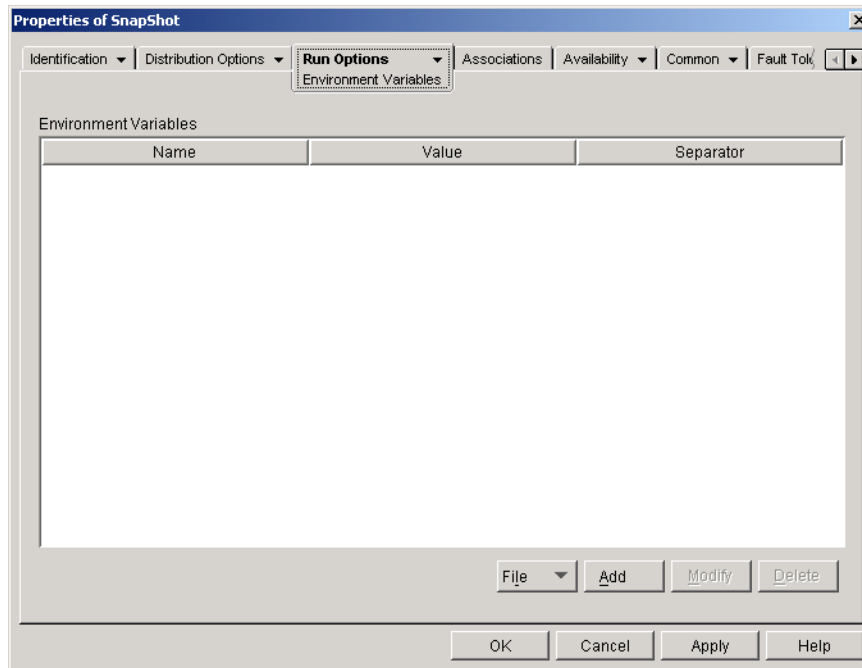 Properties of SnapShot
Identification Distribution Options Run Options Associations Availability Common Fault
Environment Variables
Environment Variables
Name Value Separator
File Add Modify Delete
OK Cancel Apply Help